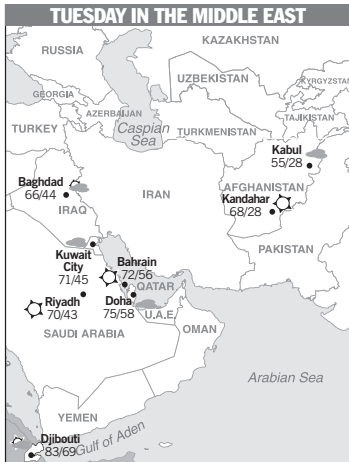 TUESDAY IN THE MIDDLE EAST
RUSSIA
KAZAKHSTAN
UZBEKISTAN
KYRGYZSTAN
GEORGIA
AZERBAIJAN
TAJIKISTAN
TURKEY
Caspian
Sea
TURKMENISTAN
Kabul
55/28
Baghdad
66/44
IRAQ
IRAN
AFGHANISTAN
Kandahar
68/28
PAKISTAN
Kuwait
City
71/45
Bahrain
72/56
QATAR
Doha
75/58
U.A.E.
Riyadh
70/43
SAUDI ARABIA
OMAN
Arabian Sea
YEMEN
Djibouti
83/69
Gulf of Aden